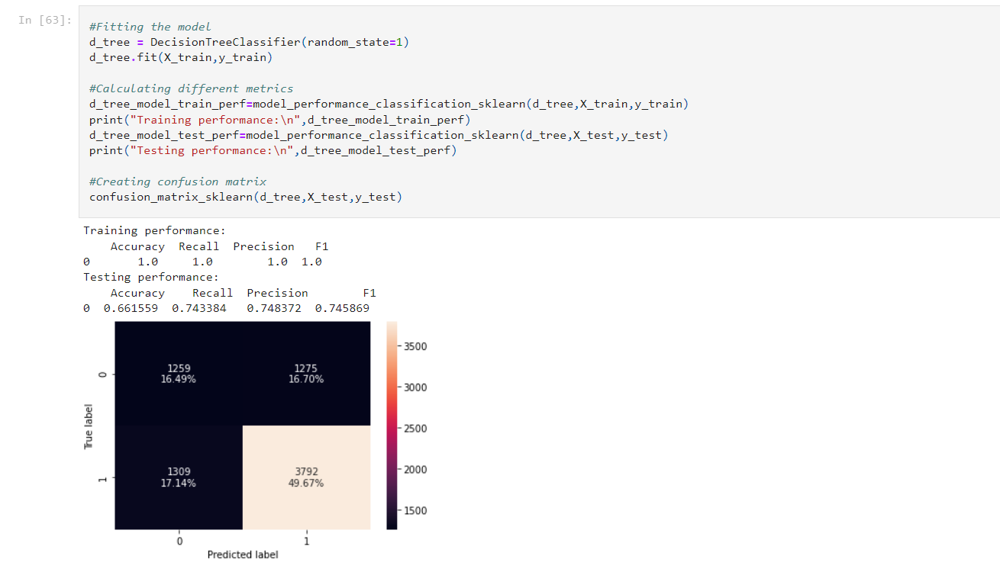 In [63]:
#Fitting the model
d_tree = DecisionTreeClassifier(random_state=1)
d_tree.fit(X_train,y_train)
#Calculating different metrics
d_tree_model_train_perf=model_performance_classification_sklearn(d_tree,X_train,y_train)
print("Training performance:\n",d_tree_model_train_perf)
d_tree_model_test_perf=model_performance_classification_sklearn(d_tree,X_test,y_test)
print("Testing performance:\n",d_tree_model_test_perf)
#Creating confusion matrix
confusion_matrix_sklearn(d_tree,X_test,y_test)
Training performance:
Accuracy Recall Precision F1
0 1.0 1.0 1.0 1.0
Testing performance:
Accuracy Recall Precision F1
0 0.661559 0.743384 0.748372 0.745869
True label
0
1
1259
16.49%
1275
16.70%
1309
17.14%
3792
49.67%
0 1
Predicted label
3500
3000
2500
2000
1500